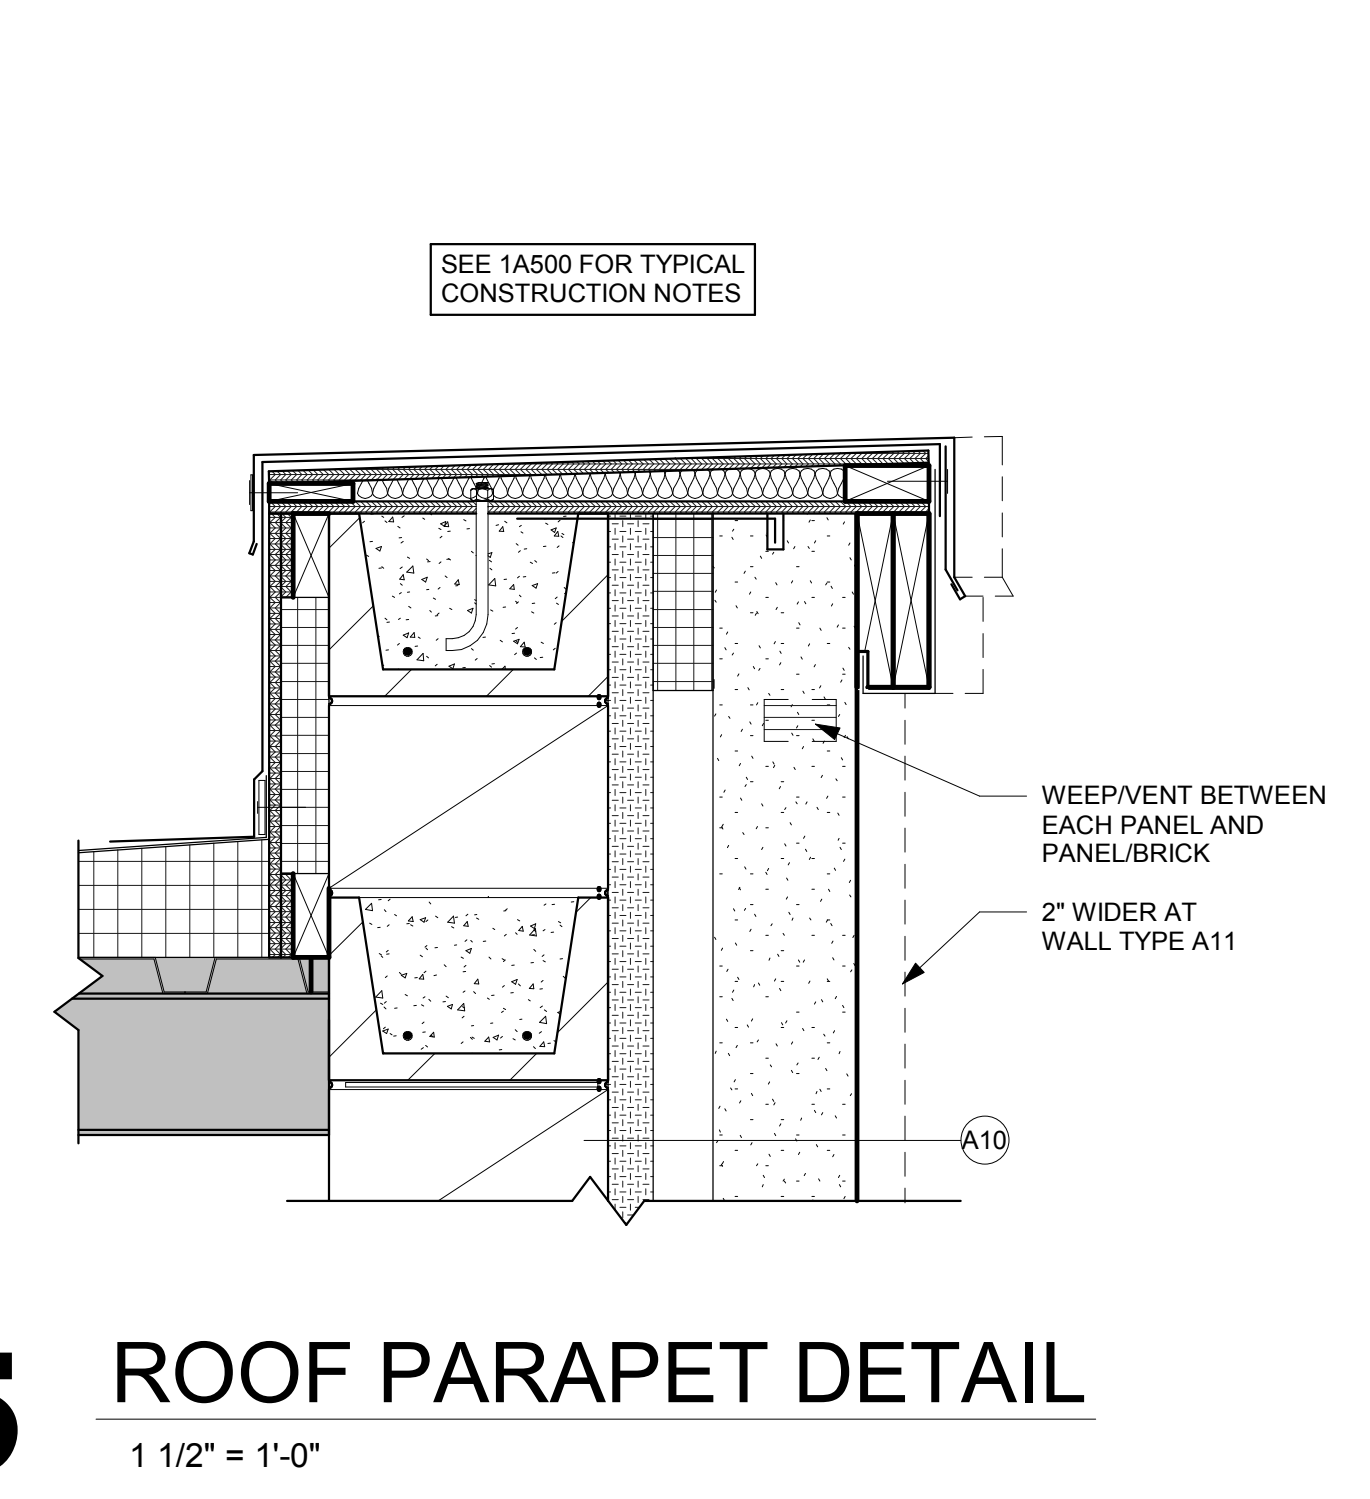 SEE 1A500 FOR TYPICAL
CONSTRUCTION NOTES
WEEP/VENT BETWEEN
EACH PANEL AND
PANEL/BRICK
2" WIDER AT
WALL TYPE A11
A10
ROOF PARAPET DETAIL
1 1/2" = 1'-0"